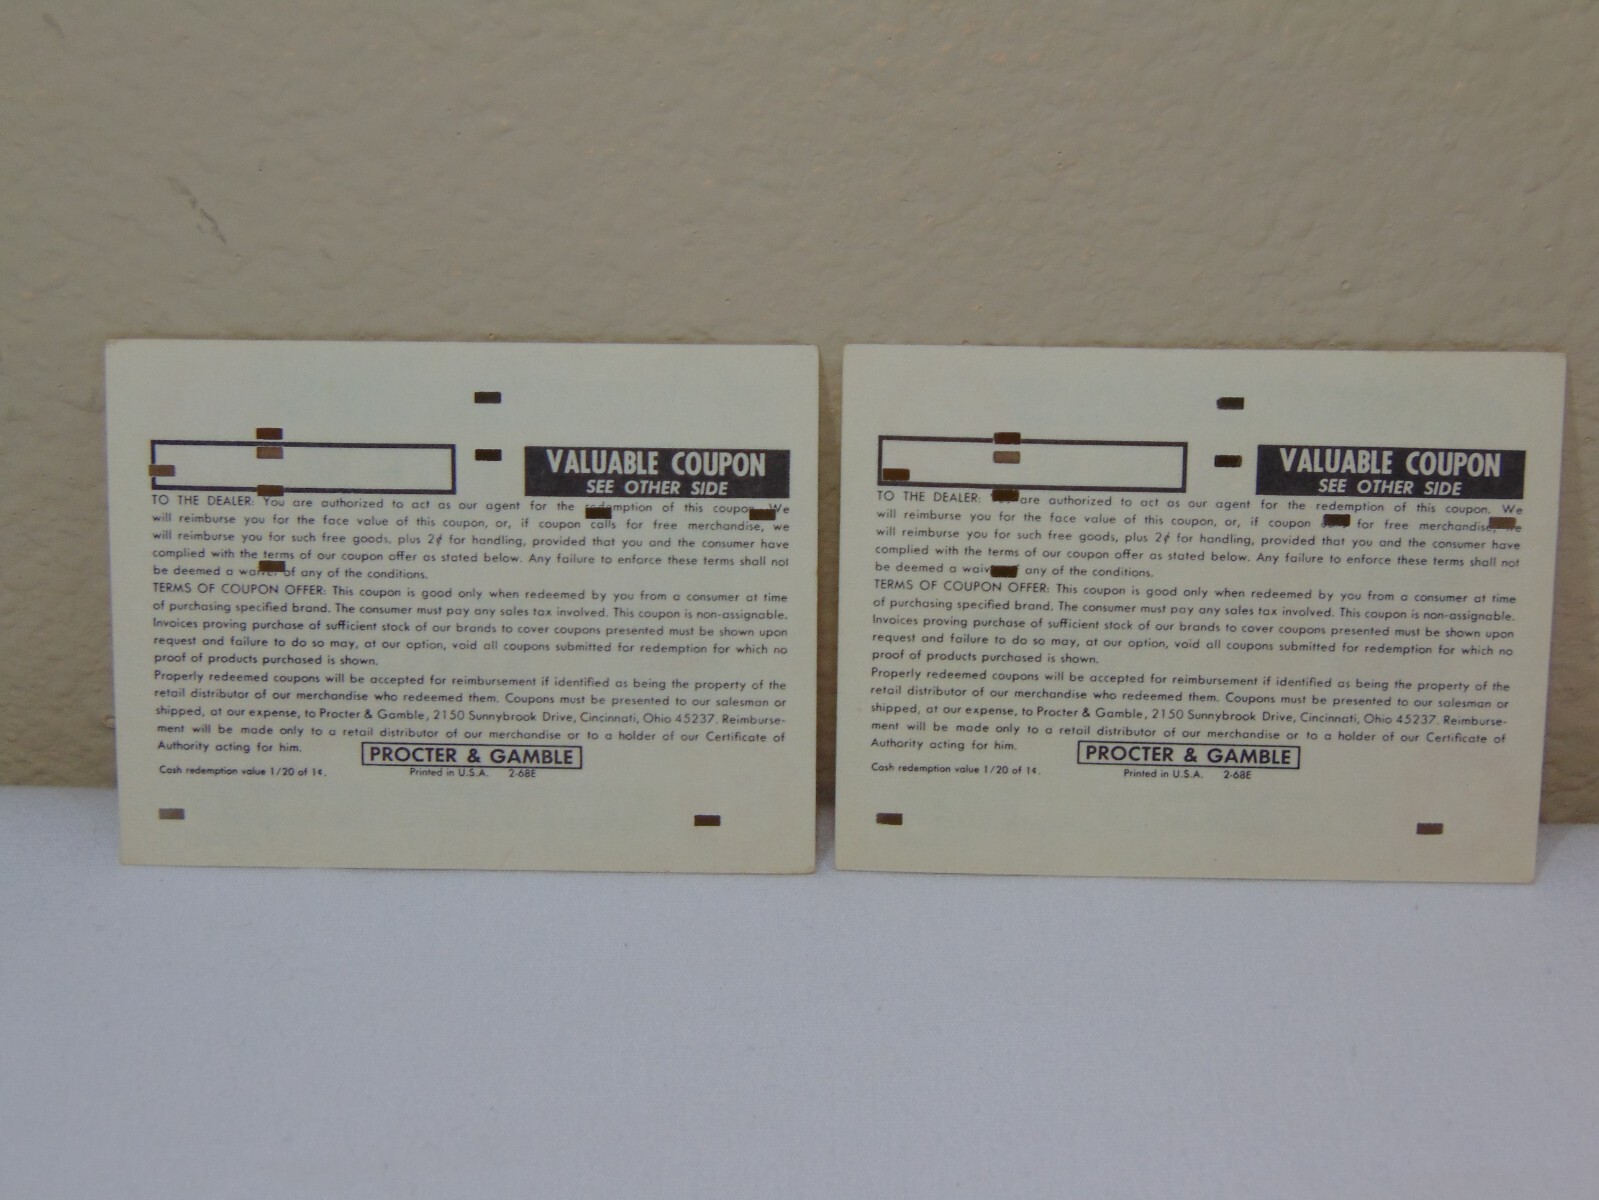 VALUABLE COUPON
SEE OTHER SIDE
TO THE DEALER: You are authorized to act as our agent for the redemption of this coupon. We
will reimburse you for the face value of this coupon, or, if coupon calls for free merchandise, we
will reimburse you for such free goods, plus 2¢ for handling, provided that you and the consumer have
complied with the terms of our coupon offer as stated below. Any failure to enforce these terms shall not
be deemed a waiver of any of the conditions.
TERMS OF COUPON OFFER: This coupon is good only when redeemed by you from a consumer at time
of purchasing specified brand. The consumer must pay any sales tax involved. This coupon is non-assignable.
Invoices proving purchase of sufficient stock of our brands to cover coupons presented must be shown upon
request and failure to do so may, at our option, void all coupons submitted for redemption for which no
proof of products purchased is shown.
Properly redeemed coupons will be accepted for reimbursement if identified as being the property of the
retail distributor of our merchandise who redeemed them. Coupons must be presented to our salesman or
shipped, at our expense, to Procter & Gamble, 2150 Sunnybrook Drive, Cincinnati, Ohio 45237. Reimburse-
ment will be made only to a retail distributor of our merchandise or to a holder of our Certificate of
Authority acting for him.
PROCTER & GAMBLE
Cash redemption value 1/20 of 1¢.
Printed in U.S.A. 2-68E
VALUABLE COUPON
SEE OTHER SIDE
TO THE DEALER: are authorized to act as our agent for the redemption of this coupon. We
will reimburse you for the face value of this coupon, or, if coupon for free merchandise,
will reimburse you for such free goods, plus 2¢ for handling, provided that you and the consumer have
complied with the terms of our coupon offer as stated below. Any failure to enforce these terms shall not
be deemed a any of the conditions.
TERMS OF COUPON OFFER: This coupon is good only when redeemed by you from a consumer at time
of purchasing specified brand. The consumer must pay any sales tax involved. This coupon is non-assignable.
Invoices proving purchase of sufficient stock of our brands to cover coupons presented must be shown upon
request and failure to do so may, at our option, void all coupons submitted for redemption for which no
proof of products purchased is shown.
Properly redeemed coupons will be accepted for reimbursement if identified as being the property of the
retail distributor of our merchandise who redeemed them. Coupons must be presented to our salesman or
shipped, at our expense, to Procter & Gamble, 2150 Sunnybrook Drive, Cincinnati, Ohio 45237. Reimburse-
ment will be made only to a retail distributor of our merchandise or to a holder of our Certificate of
Authority acting for him.
PROCTER & GAMBLE
Cash redemption value 1/20 of 1¢.
Printed in U.S.A. 2-68E